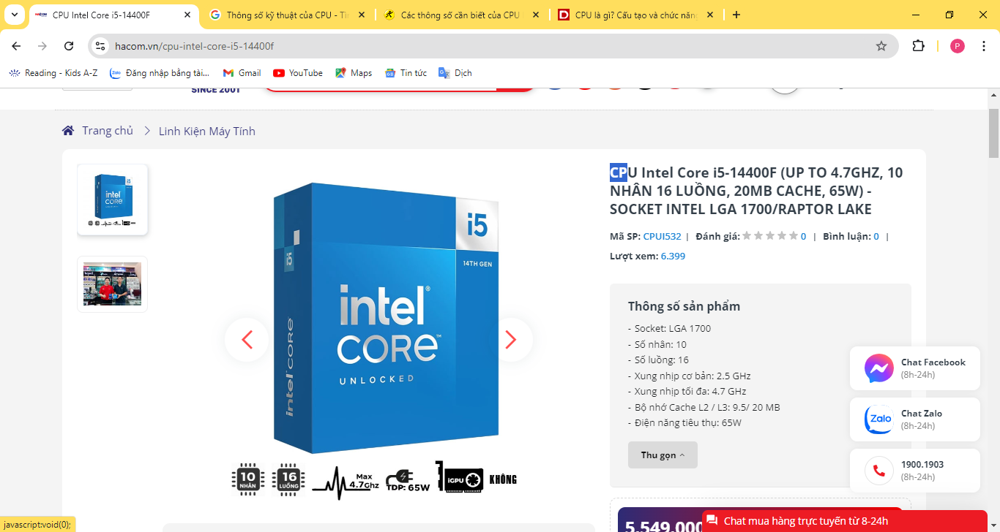 CPU Intel Core i5-14400F
Thông số kỹ thuật của CPU - Tìn
Các thông số cần biết của CPU
CPU là gì? Cấu tạo và chức năng
hacom.vn/cpu-intel-core-i5-14400f
P
Reading - Kids A-Z
Đăng nhập bằng tài...
Gmail
YouTube
Maps
Tin tức
Dịch
SINCE 2001
Trang chủ
Linh Kiện Máy Tính
CPU Intel Core i5-14400F (UP TO 4.7GHZ, 10
NHÂN 16 LUỒNG, 20MB CACHE, 65W) -
SOCKET INTEL LGA 1700/RAPTOR LAKE
Mã SP: CPUI532 | Đánh giá: 0 | Bình luận: 0 |
Lượt xem: 6.399
i5
14TH GEN
i5
intel
CORE™
UNLOCKED
intel CORE
10
NHÂN
16
LUỒNG
Max
4.7Ghz
TDP: 65W
iGPU
KHÔNG
Thông số sản phẩm
- Socket: LGA 1700
- Số nhân: 10
- Số luồng: 16
- Xung nhịp cơ bản: 2.5 GHz
- Xung nhịp tối đa: 4.7 GHz
- Bộ nhớ Cache L2 / L3: 9.5/ 20 MB
- Điện năng tiêu thụ: 65W
Thu gọn
Chat Facebook
(8h-24h)
Zalo
Chat Zalo
(8h-24h)
1900.1903
(8h-24h)
5.549.000
Chat mua hàng trực tuyến từ 8-24h
javascript:void(0);